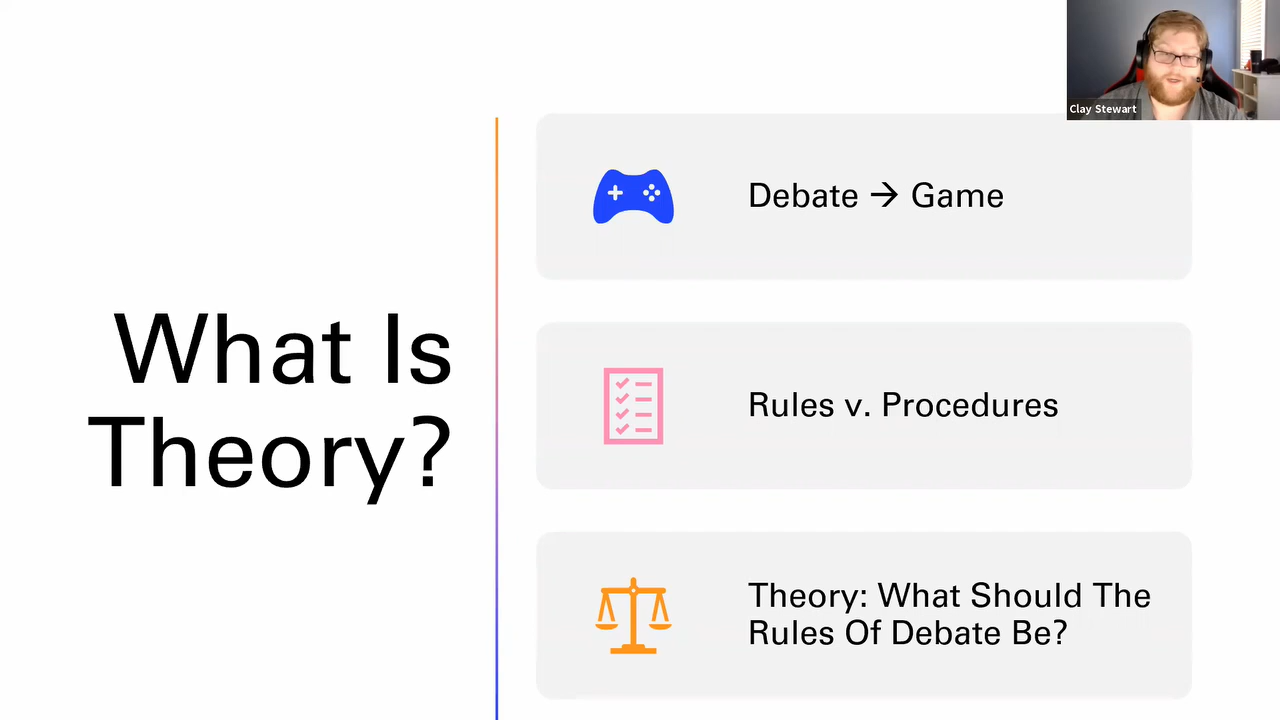 Clay Stewart
What Is
Theory?
Debate → Game
Rules v. Procedures
Theory: What Should The
Rules Of Debate Be?